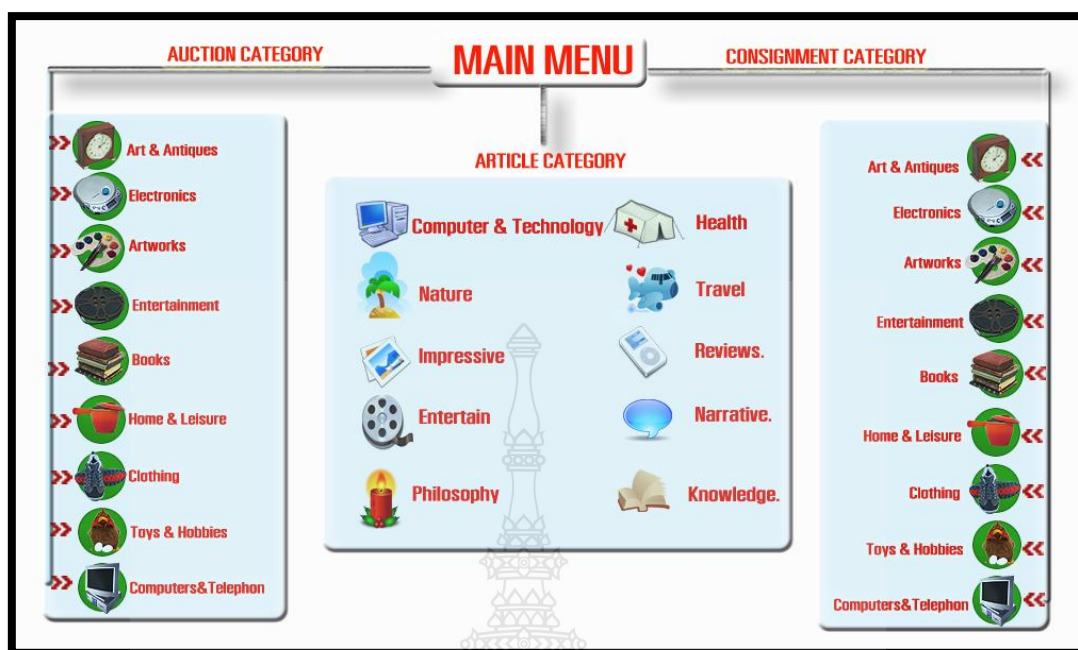 AUCTION CATEGORY
MAIN MENU
CONSIGNMENT CATEGORY
Art & Antiques
Electronics
Artworks
Entertainment
Books
Home & Leisure
Clothing
Toys & Hobbies
Computers&Telephon
ARTICLE CATEGORY
Computer & Technology
Health
Nature
Travel
Impressive
Reviews.
Entertain
Narrative.
Philosophy
Knowledge.
Art & Antiques
Electronics
Artworks
Entertainment
Books
Home & Leisure
Clothing
Toys & Hobbies
Computers&Telephon